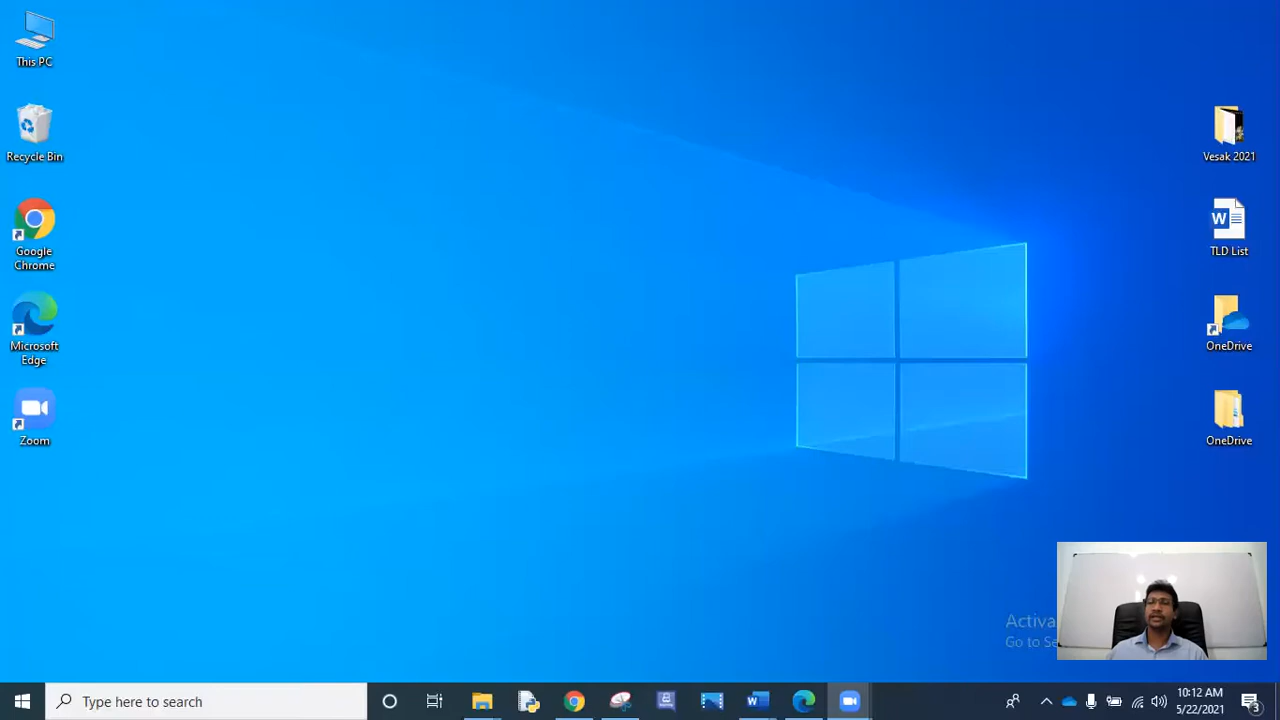 This PC
Recycle Bin
Google
Chrome
Microsoft
Edge
Zoom
Vesak 2021
W
TLD List
OneDrive
OneDrive
Activa
Go to Se
Type here to search
W
10:12 AM
5/22/2021
3